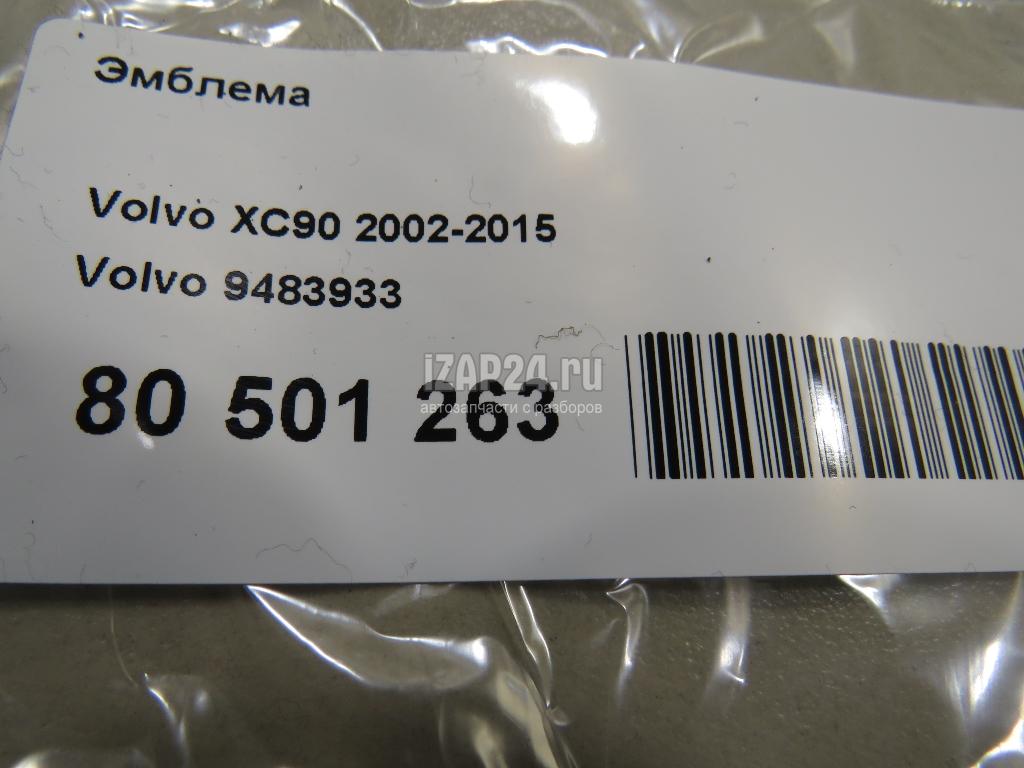 Эмблема
Volvo XC90 2002-2015
Volvo 9483933
iZAP24.ru
80 501 263
автозапчасти с разборов